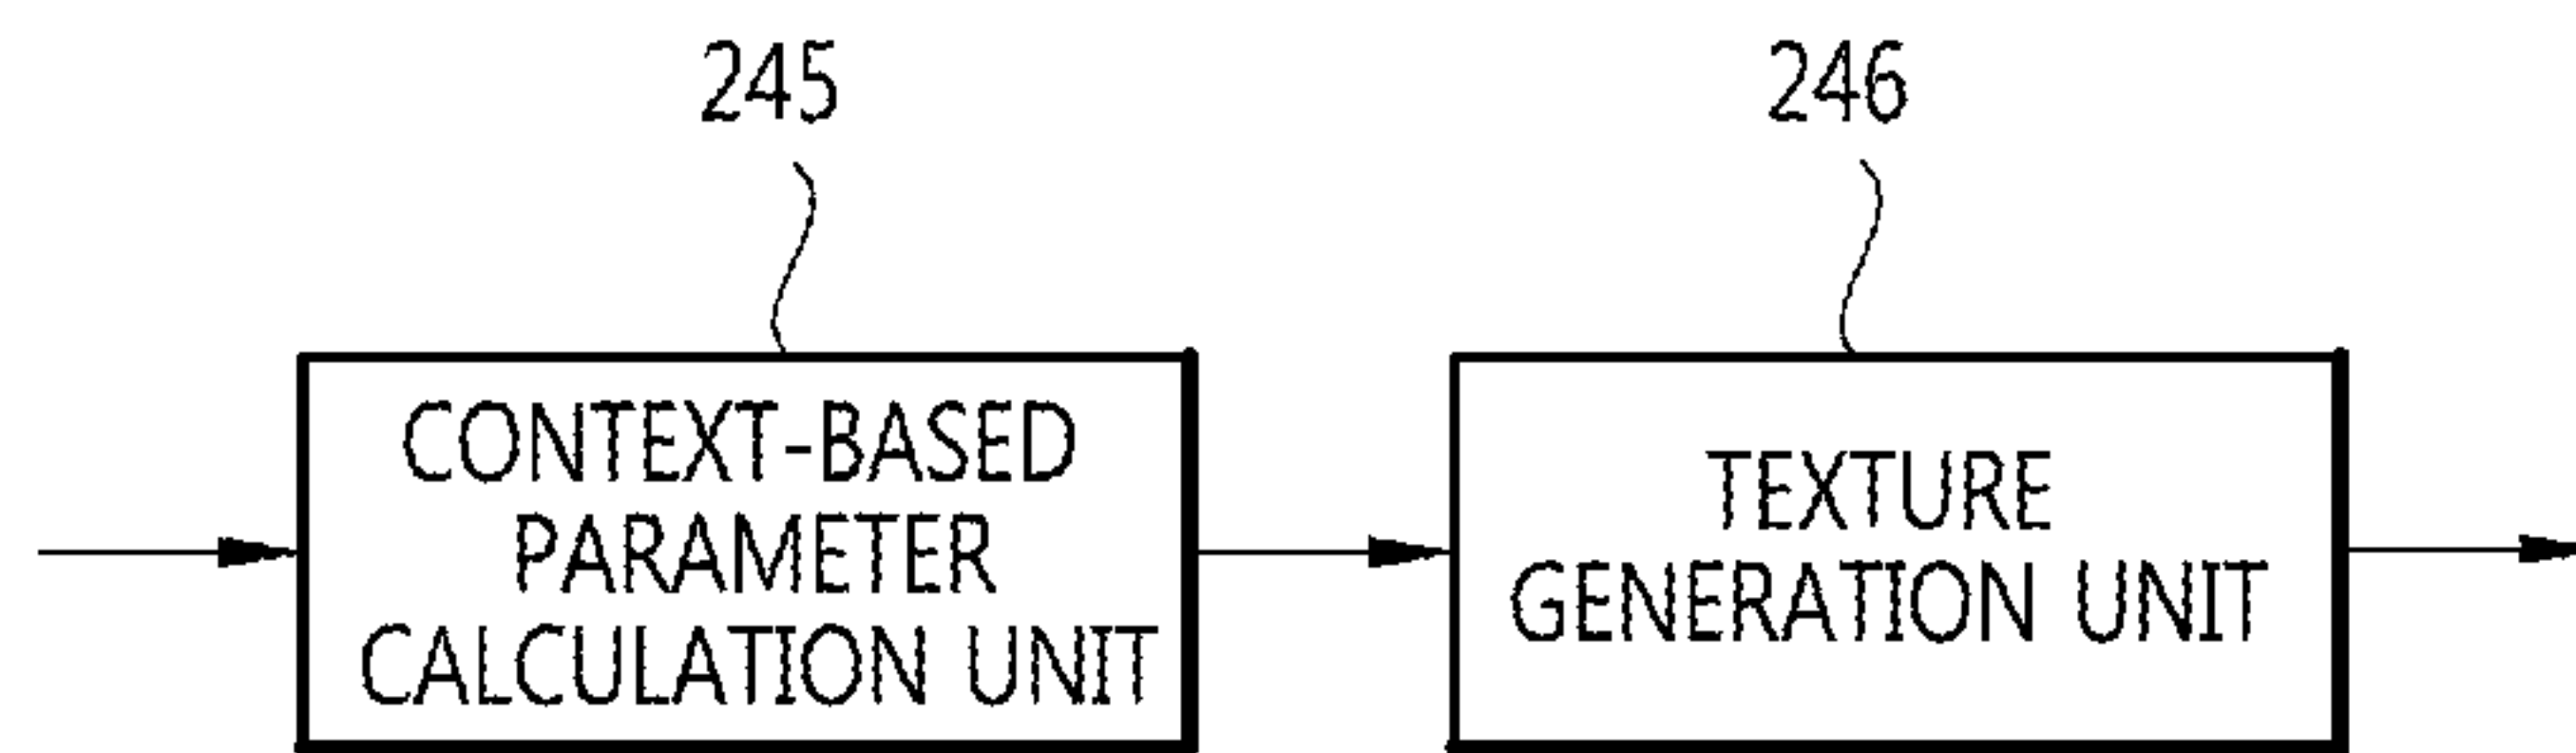 245
246
CONTEXT-BASED
PARAMETER
CALCULATION UNIT
TEXTURE
GENERATION UNIT